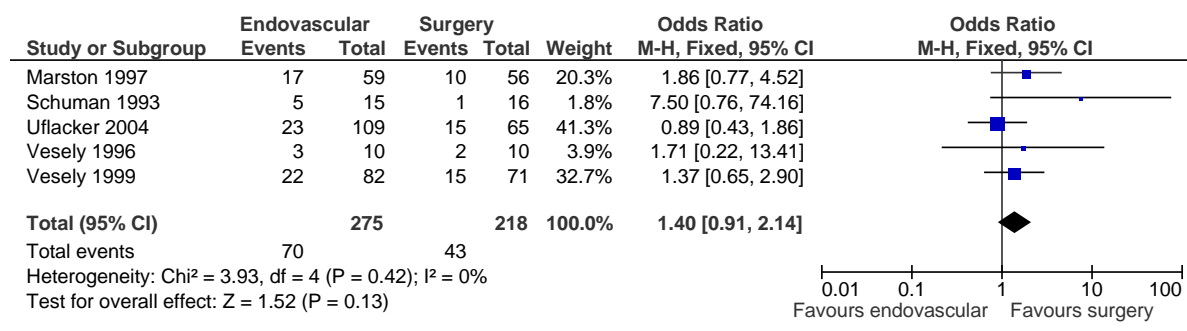 Endovascular Surgery Odds Ratio Odds Ratio
Study or Subgroup Events Total Events Total Weight M-H, Fixed, 95% CI M-H, Fixed, 95% CI
Marston 1997 17 59 10 56 20.3% 1.86 [0.77, 4.52]
Schuman 1993 5 15 1 16 1.8% 7.50 [0.76, 74.16]
Uflacker 2004 23 109 15 65 41.3% 0.89 [0.43, 1.86]
Vesely 1996 3 10 2 10 3.9% 1.71 [0.22, 13.41]
Vesely 1999 22 82 15 71 32.7% 1.37 [0.65, 2.90]
Total (95% CI) 275 218 100.0% 1.40 [0.91, 2.14]
Total events 70 43
Heterogeneity: Chi² = 3.93, df = 4 (P = 0.42); I² = 0%
Test for overall effect: Z = 1.52 (P = 0.13)
0.01 0.1 1 10 100
Favours endovascular Favours surgery